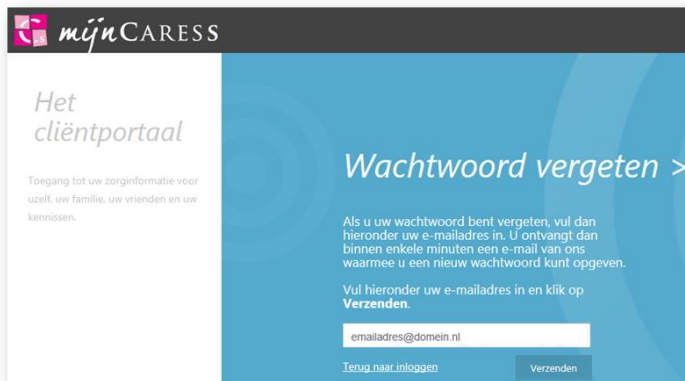 mijnCARESS
Het
cliëntportaal
Toegang tot uw zorginformatie voor
uzelf, uw familie, uw vrienden en uw
kennissen.
Wachtwoord vergeten >
Als u uw wachtwoord bent vergeten, vul dan
hieronder uw e-mailadres in. U ontvangt dan
binnen enkele minuten een e-mail van ons
waarmee u een nieuw wachtwoord kunt opgeven.
Vul hieronder uw e-mailadres in en klik op
Verzenden.
emailadres@domein.nl
Terug naar inloggen
Verzenden